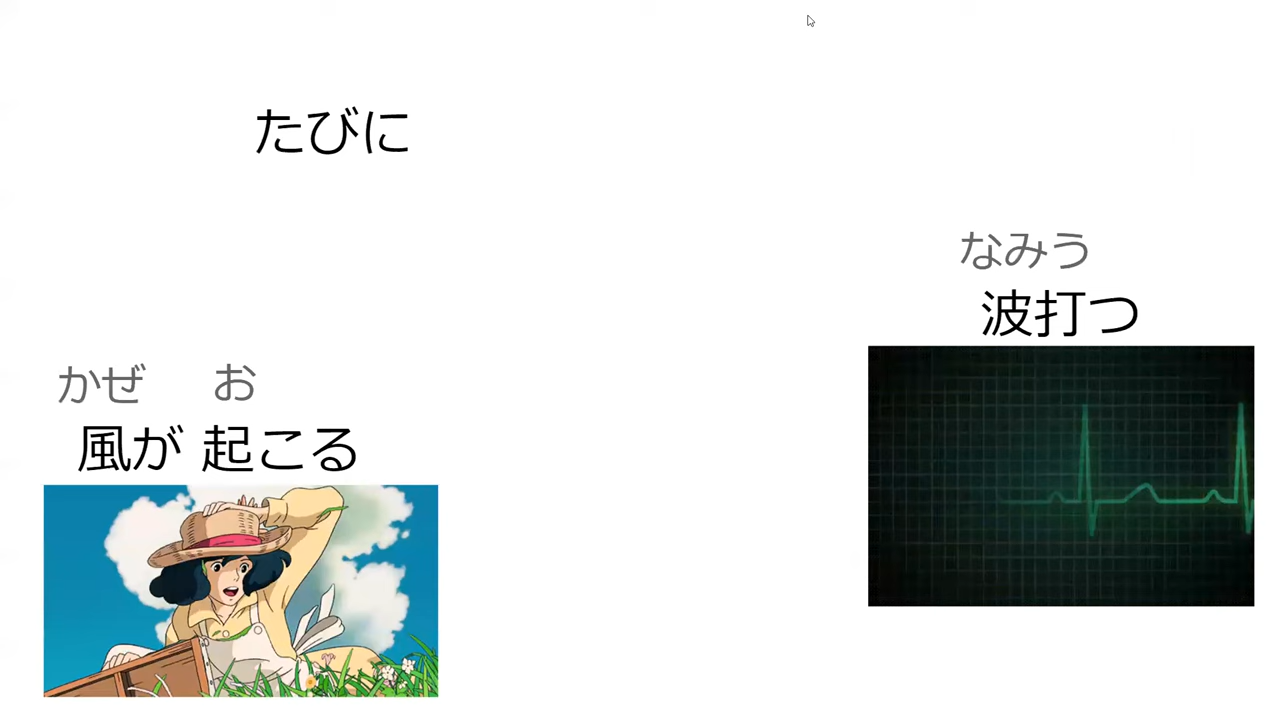 たびに
なみう
波打つ
かぜ お
風が 起こる